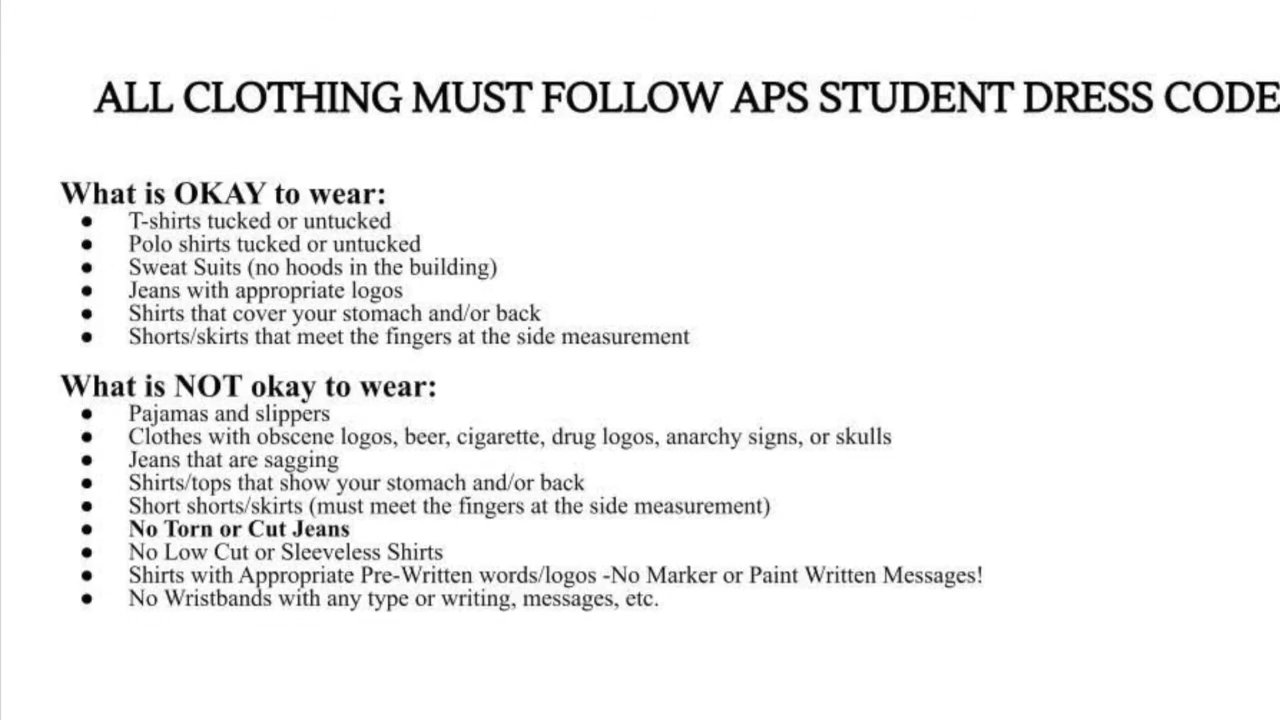 ALL CLOTHING MUST FOLLOW APS STUDENT DRESS CODE
What is OKAY to wear:
● T-shirts tucked or untucked
● Polo shirts tucked or untucked
● Sweat Suits (no hoods in the building)
● Jeans with appropriate logos
● Shirts that cover your stomach and/or back
● Shorts/skirts that meet the fingers at the side measurement
What is NOT okay to wear:
● Pajamas and slippers
● Clothes with obscene logos, beer, cigarette, drug logos, anarchy signs, or skulls
● Jeans that are sagging
● Shirts/tops that show your stomach and/or back
● Short shorts/skirts (must meet the fingers at the side measurement)
● No Torn or Cut Jeans
● No Low Cut or Sleeveless Shirts
● Shirts with Appropriate Pre-Written words/logos -No Marker or Paint Written Messages!
● No Wristbands with any type or writing, messages, etc.